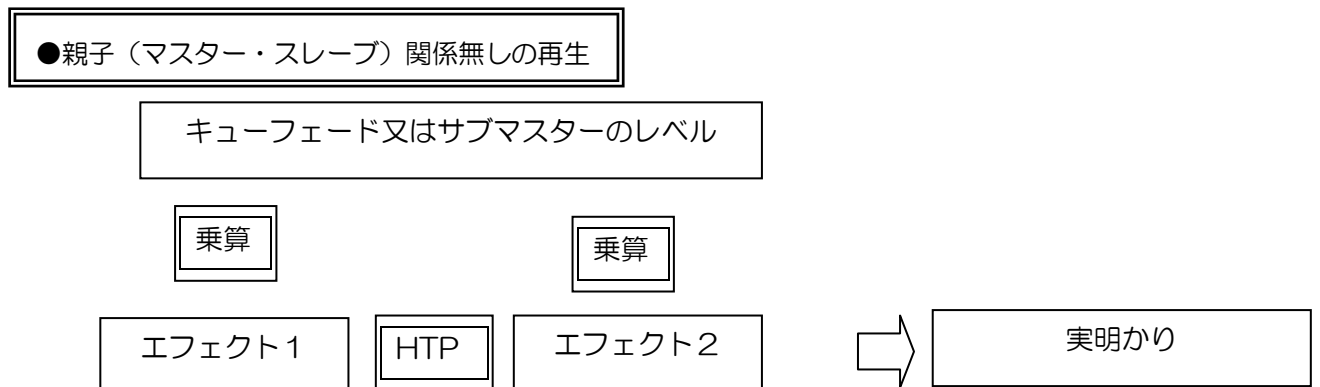 ●親子（マスター・スレーブ）関係無しの再生
キューフェード又はサブマスターのレベル
乗算
乗算
エフェクト１
HTP
エフェクト２
実明かり